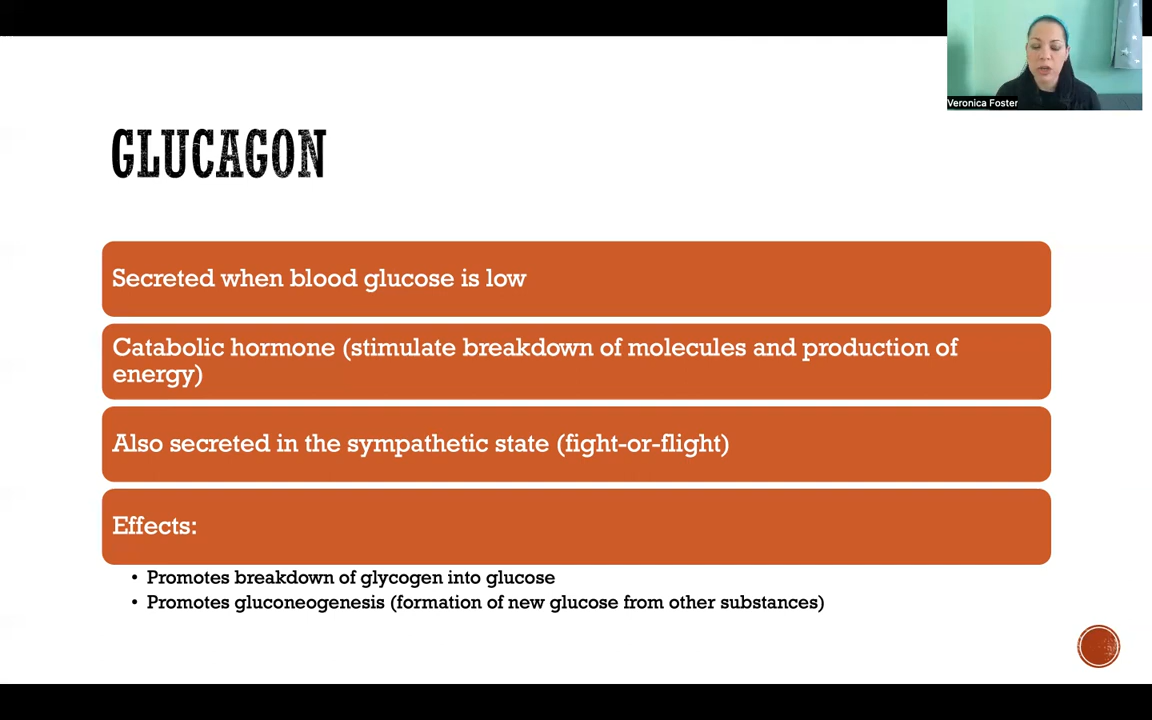 Veronica Foster
GLUCAGON
Secreted when blood glucose is low
Catabolic hormone (stimulate breakdown of molecules and production of
energy)
Also secreted in the sympathetic state (fight-or-flight)
Effects:
• Promotes breakdown of glycogen into glucose
• Promotes gluconeogenesis (formation of new glucose from other substances)